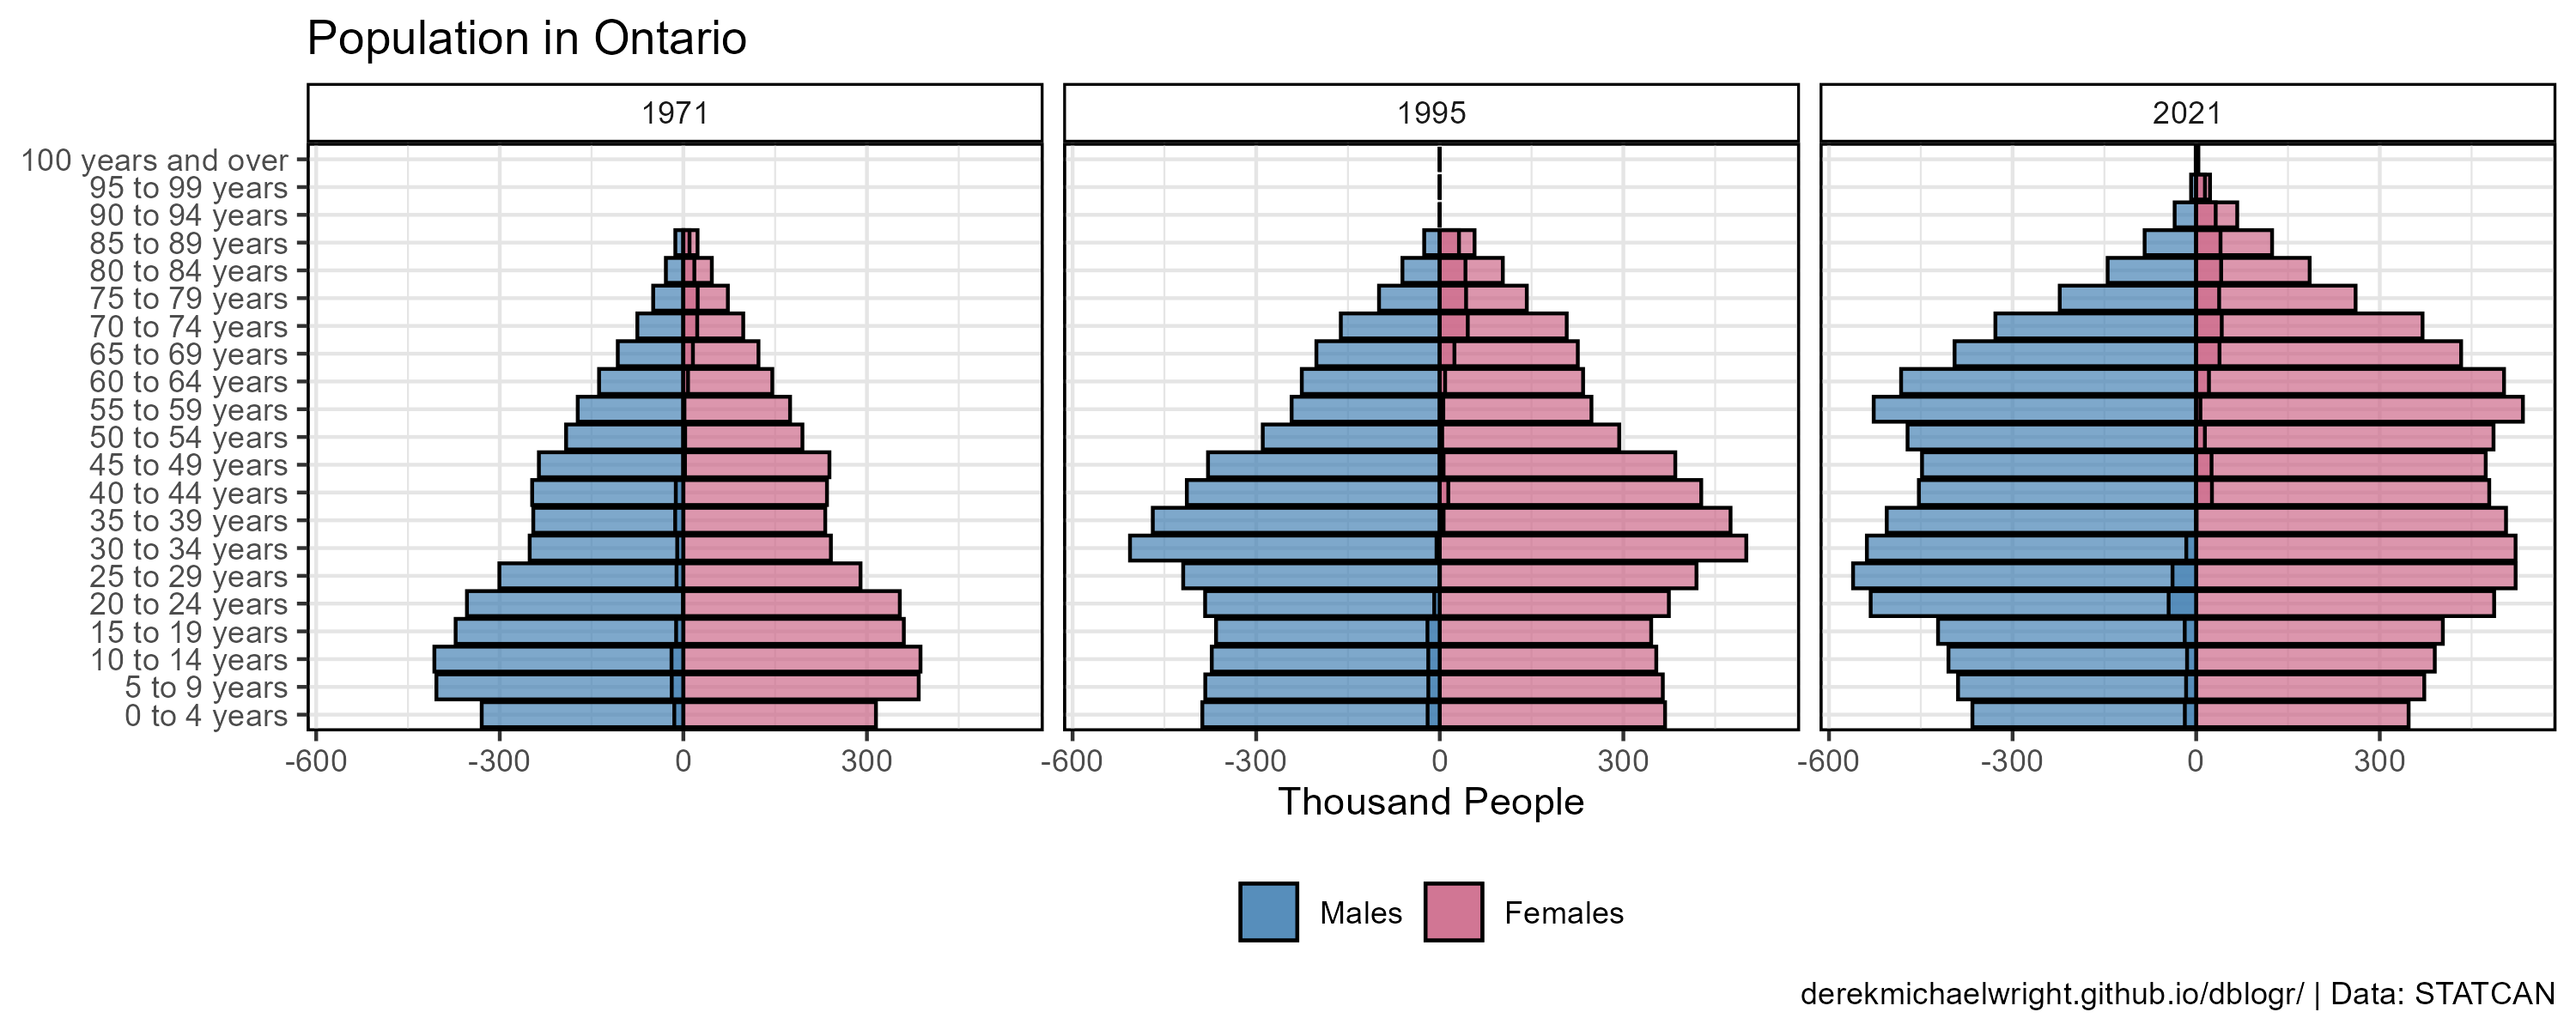 Population in Ontario
1971
1995
2021
100 years and over
95 to 99 years
90 to 94 years
85 to 89 years
80 to 84 years
75 to 79 years
70 to 74 years
65 to 69 years
60 to 64 years
55 to 59 years
50 to 54 years
45 to 49 years
40 to 44 years
35 to 39 years
30 to 34 years
25 to 29 years
20 to 24 years
15 to 19 years
10 to 14 years
5 to 9 years
0 to 4 years
-600 -300 0 300
-600 -300 0 300
-600 -300 0 300
Thousand People
Males Females
derekmichaelwright.github.io/dblogr/ | Data: STATCAN